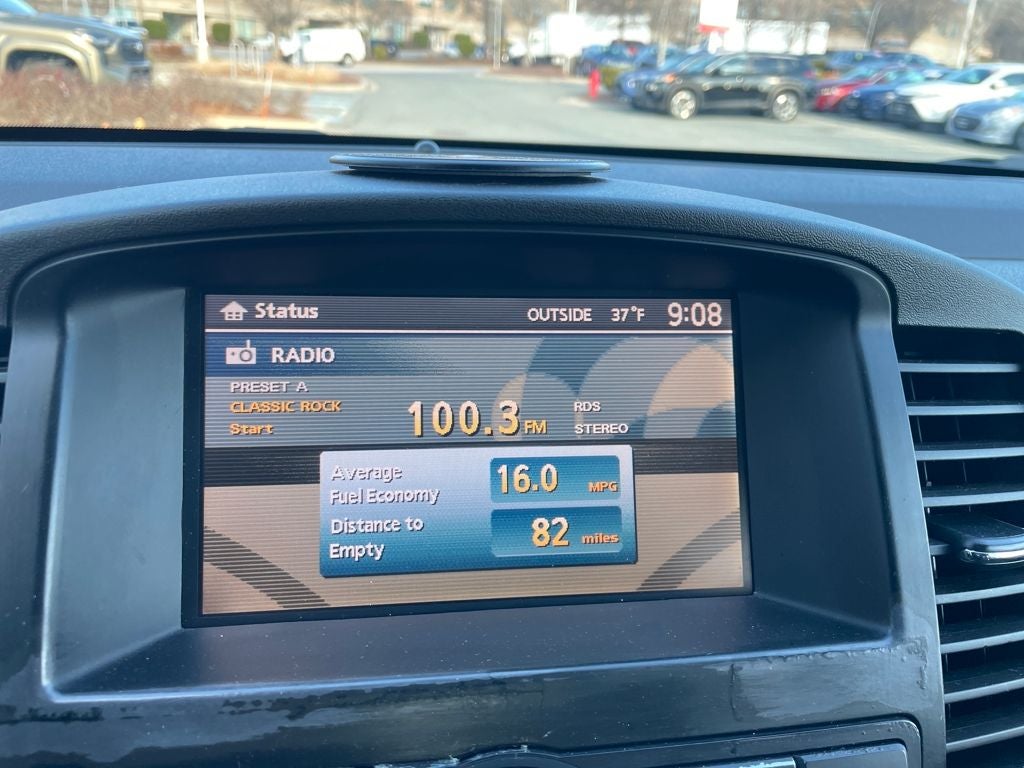 Status OUTSIDE 37°F 9:08
RADIO
PRESET A
CLASSIC ROCK 100.3 FM RDS
Start STEREO
Average Fuel Economy 16.0 MPG
Distance to Empty 82 miles